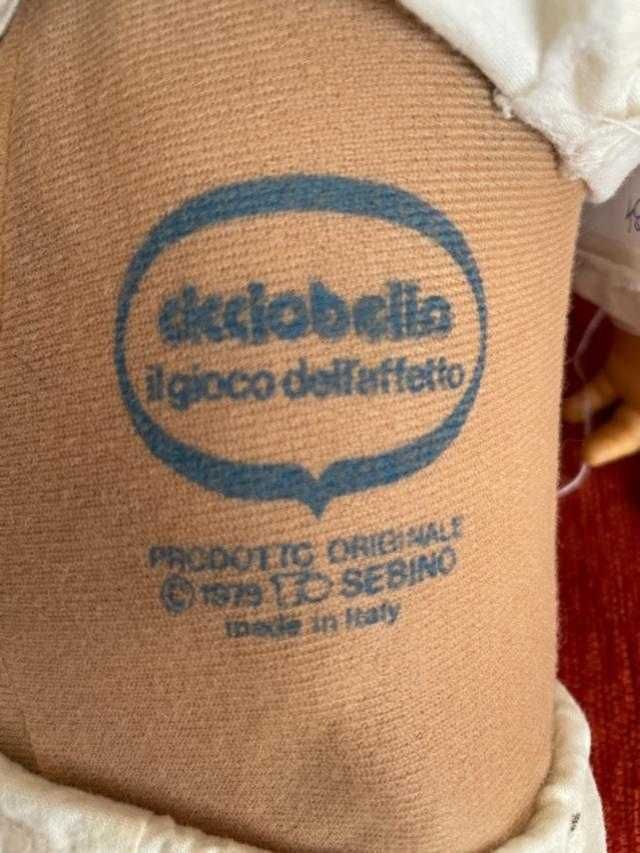 cicciobello
il gioco dell'affetto
PRODOTTO ORIGINALE
© 1979 SEBINO
made in Italy